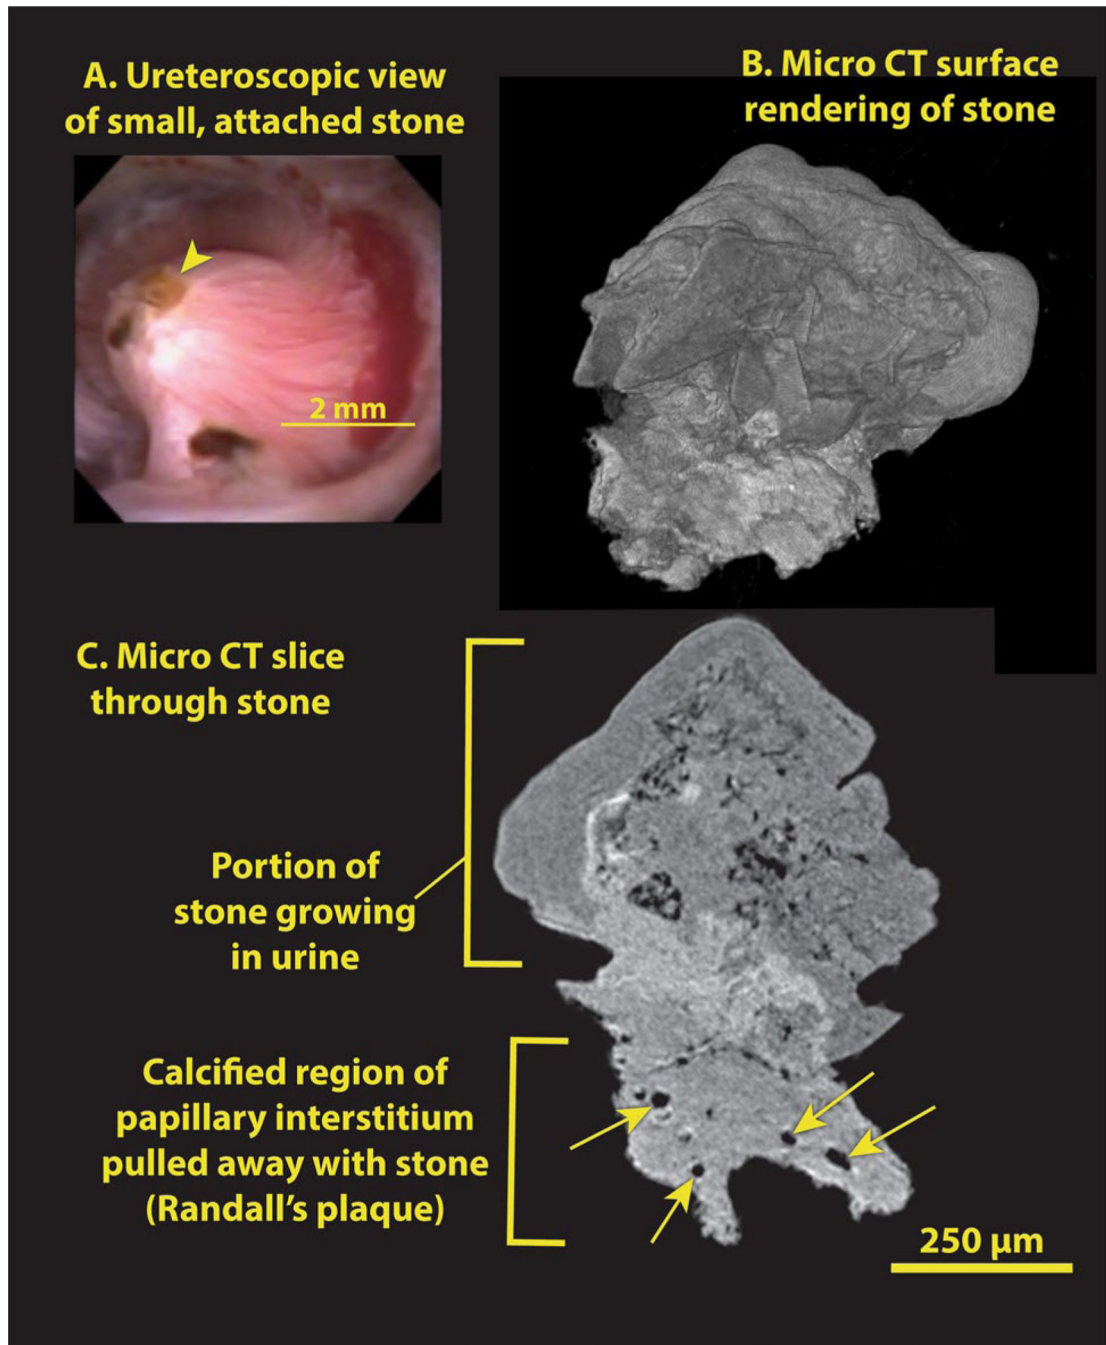 A. Ureteroscopic view
of small, attached stone
B. Micro CT surface
rendering of stone
2 mm
C. Micro CT slice
through stone
Portion of
stone growing
in urine
Calcified region of
papillary interstitium
pulled away with stone
(Randall’s plaque)
250 μm